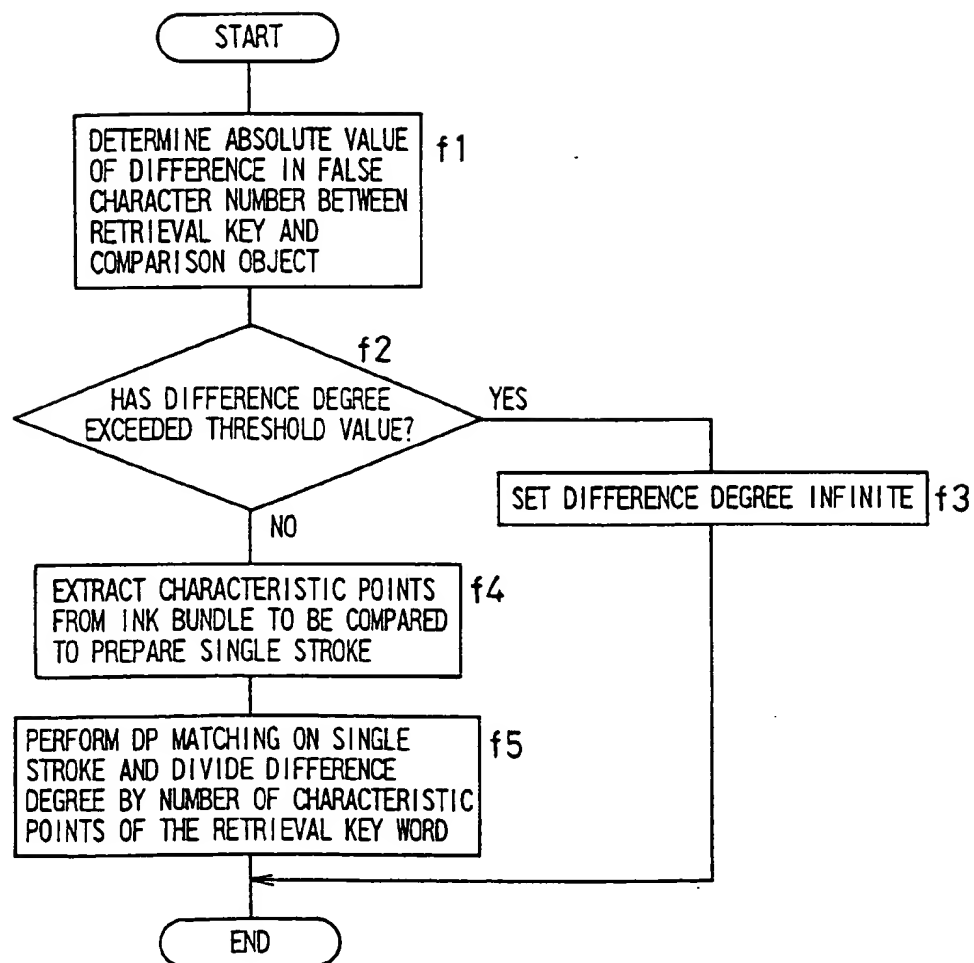 START
DETERMINE ABSOLUTE VALUE
OF DIFFERENCE IN FALSE
CHARACTER NUMBER BETWEEN
RETRIEVAL KEY AND
COMPARISON OBJECT
f1
f2
HAS DIFFERENCE DEGREE
EXCEEDED THRESHOLD VALUE?
YES
SET DIFFERENCE DEGREE INFINITE
f3
NO
EXTRACT CHARACTERISTIC POINTS
FROM INK BUNDLE TO BE COMPARED
TO PREPARE SINGLE STROKE
f4
PERFORM DP MATCHING ON SINGLE
STROKE AND DIVIDE DIFFERENCE
DEGREE BY NUMBER OF CHARACTERISTIC
POINTS OF THE RETRIEVAL KEY WORD
f5
END